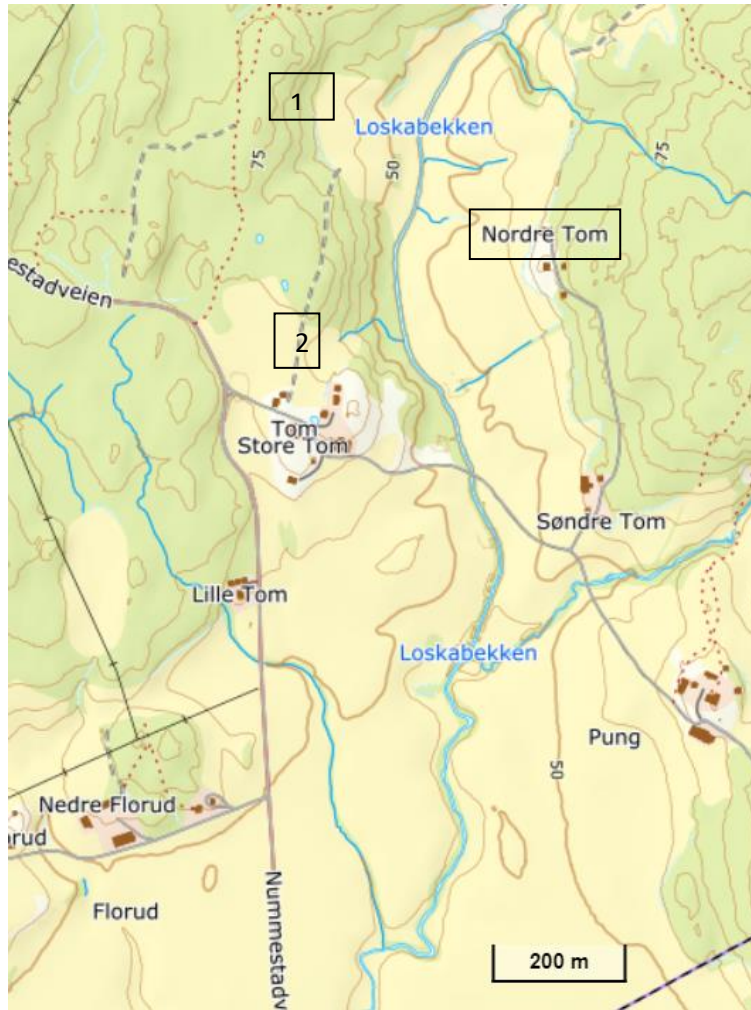 1
Loskabekken
75
50
75
Nordre Tom
estadveien
2
Tom
Store Tom
Søndre Tom
Lille Tom
Loskabekken
Pung
50
Nedre Florud
orud
Florud
Nummestadv
200 m